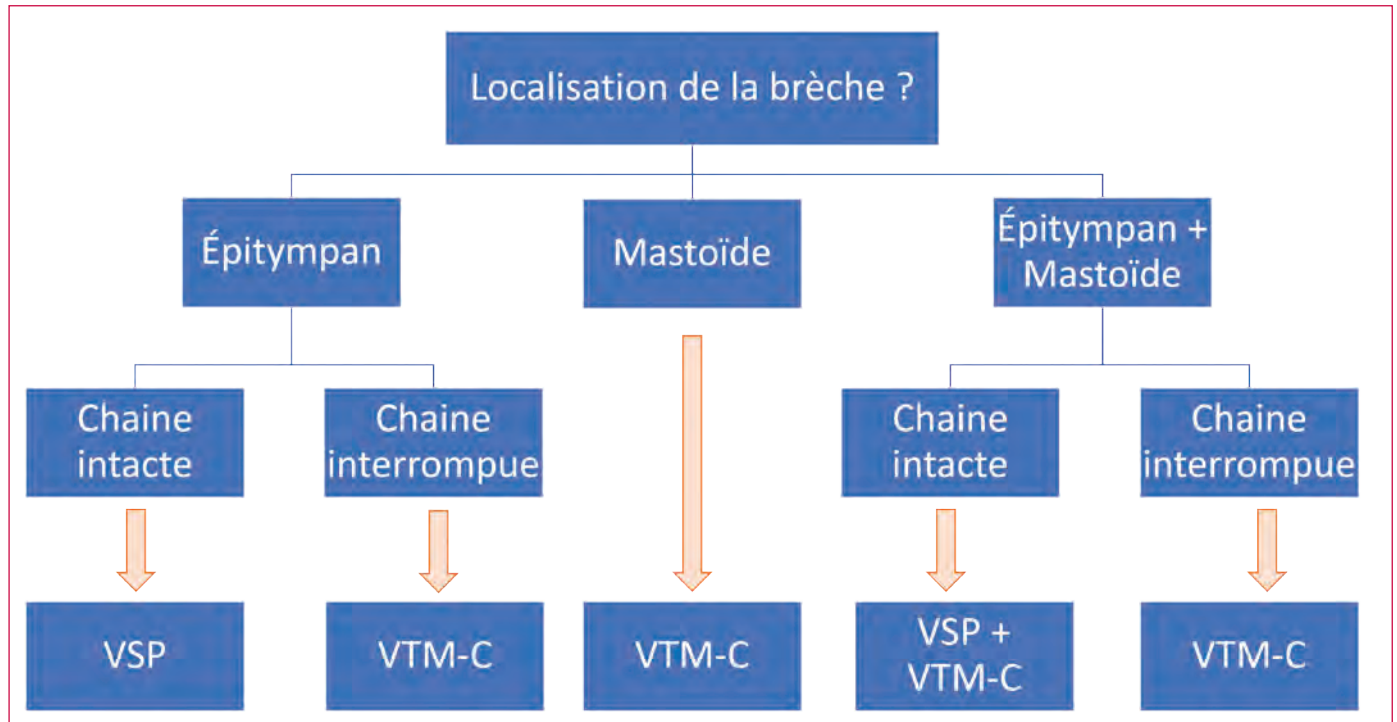 Localisation de la brèche ?
Épitympan
Mastoïde
Épitympan +
Mastoïde
Chaine
intacte
Chaine
interrompue
Chaine
intacte
Chaine
interrompue
VSP
VTM-C
VTM-C
VSP +
VTM-C
VTM-C